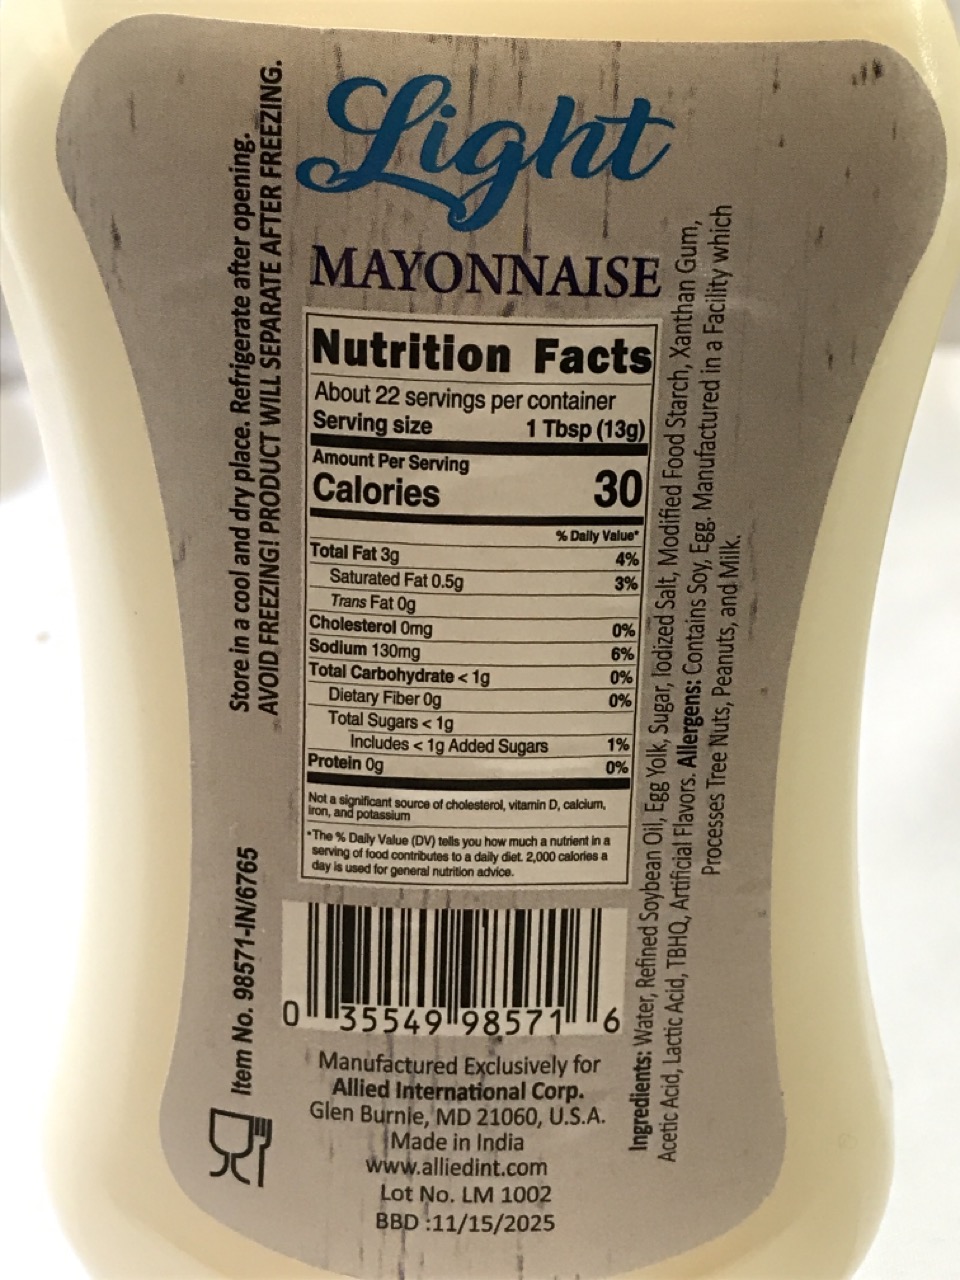 Light
MAYONNAISE
Nutrition Facts
About 22 servings per container
Serving size 1 Tbsp (13g)
Amount Per Serving
Calories 30
% Daily Value*
Total Fat 3g 4%
Saturated Fat 0.5g 3%
Trans Fat 0g
Cholesterol 0mg 0%
Sodium 130mg 6%
Total Carbohydrate < 1g 0%
Dietary Fiber 0g 0%
Total Sugars < 1g
Includes < 1g Added Sugars 1%
Protein 0g 0%
Not a significant source of cholesterol, vitamin D, calcium,
iron, and potassium
*The % Daily Value (DV) tells you how much a nutrient in a
serving of food contributes to a daily diet. 2,000 calories a
day is used for general nutrition advice.
0 35549 98571 6
Manufactured Exclusively for
Allied International Corp.
Glen Burnie, MD 21060, U.S.A.
Made in India
www.alliedint.com
Lot No. LM 1002
BBD :11/15/2025
Store in a cool and dry place. Refrigerate after opening.
AVOID FREEZING! PRODUCT WILL SEPARATE AFTER FREEZING.
Item No. 98571-IN/6765
Ingredients: Water, Refined Soybean Oil, Egg Yolk, Sugar, Iodized Salt, Modified Food Starch, Xanthan Gum,
Acetic Acid, Lactic Acid, TBHQ, Artificial Flavors. Allergens: Contains Soy, Egg. Manufactured in a Facility which
Processes Tree Nuts, Peanuts, and Milk.